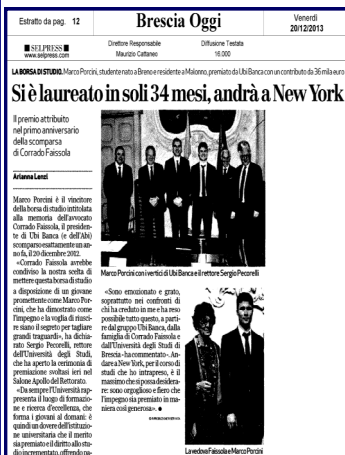 Estratto da pag. 12
Brescia Oggi
Venerdì
20/12/2013
SELPRESS
www.selpress.com
Direttore Responsabile
Maurizio Cattaneo
Diffusione Testata
16.000
LA BORSA DI STUDIO. Marco Porcini, studente nato a Breno e residente a Malonno, premiato da Ubi Banca con un contributo da 36 mila euro
Si è laureato in soli 34 mesi, andrà a New York
Il premio attribuito
nel primo anniversario
della scomparsa
di Corrado Faissola
Arianna Lenzi
Marco Porcini è il vincitore
della borsa di studio intitolata
alla memoria dell'avvocato
Corrado Faissola, il presiden-
te di Ubi Banca (e dell'Abi)
scomparso esattamente un an-
no fa, il 20 dicembre 2012.
«Corrado Faissola avrebbe
condiviso la nostra scelta di
mettere questa borsa di studio
a disposizione di un giovane
promettente come Marco Por-
cini, che ha dimostrato come
l'impegno e la voglia di riusci-
re siano il segreto per tagliare
grandi traguardi», ha dichia-
rato Sergio Pecorelli, rettore
dell'Università degli Studi,
che ha aperto la cerimonia di
premiazione svoltasi ieri nel
Salone Apollo del Rettorato.
«Da sempre l'Università rap-
presenta il luogo di formazio-
ne e ricerca d'eccellenza, che
forma i giovani al domani: è
quindi un dovere dell'istituzio-
ne universitaria che il merito
sia premiato e il diritto allo stu-
dio incrementato, offrendo pa-
Marco Porcini con i vertici di Ubi Banca e il rettore Sergio Pecorelli
«Sono emozionato e grato,
soprattutto nei confronti di
chi ha creduto in me e ha reso
possibile tutto questo, a parti-
re dal gruppo Ubi Banca, dalla
famiglia di Corrado Faissola e
dall'Università degli Studi di
Brescia - ha commentato -. An-
dare a New York, per il corso di
studi che ho intrapreso, è il
massimo che si possa desidera-
re: sono orgoglioso e fiero che
l'impegno sia premiato in ma-
niera così generosa». •
La vedova Faissola e Marco Porcini